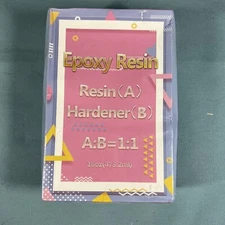 Epoxy Resin
Resin(A)
Hardener(B)
A:B=1:1